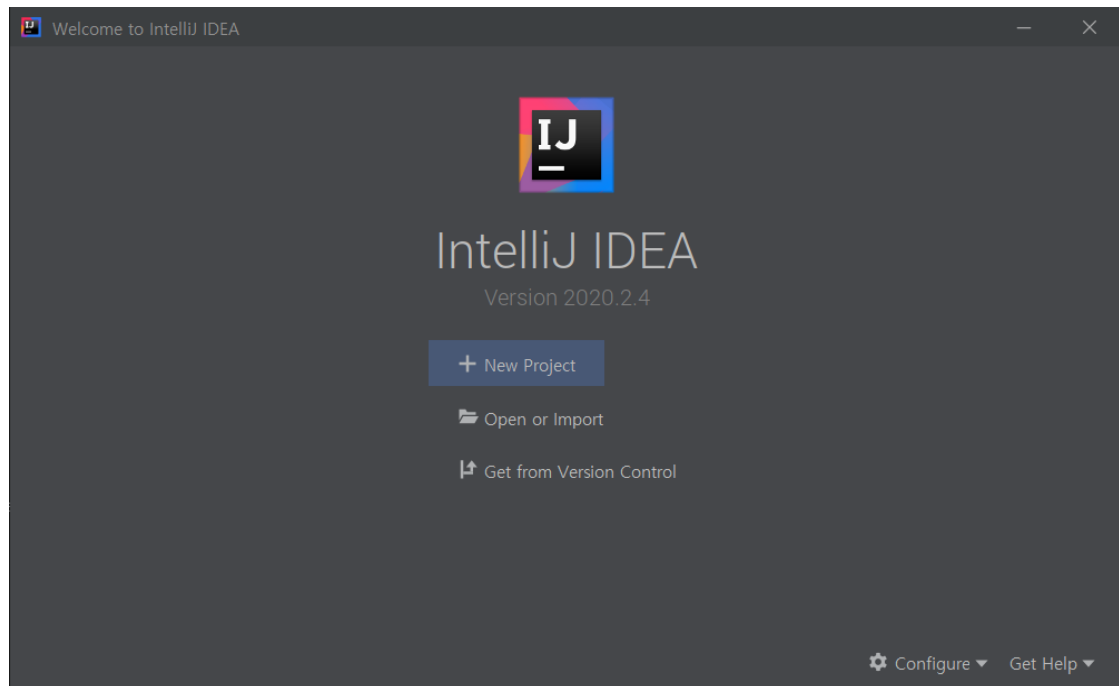 Welcome to IntelliJ IDEA
IJ
IntelliJ IDEA
Version 2020.2.4
New Project
Open or Import
Get from Version Control
Configure
Get Help